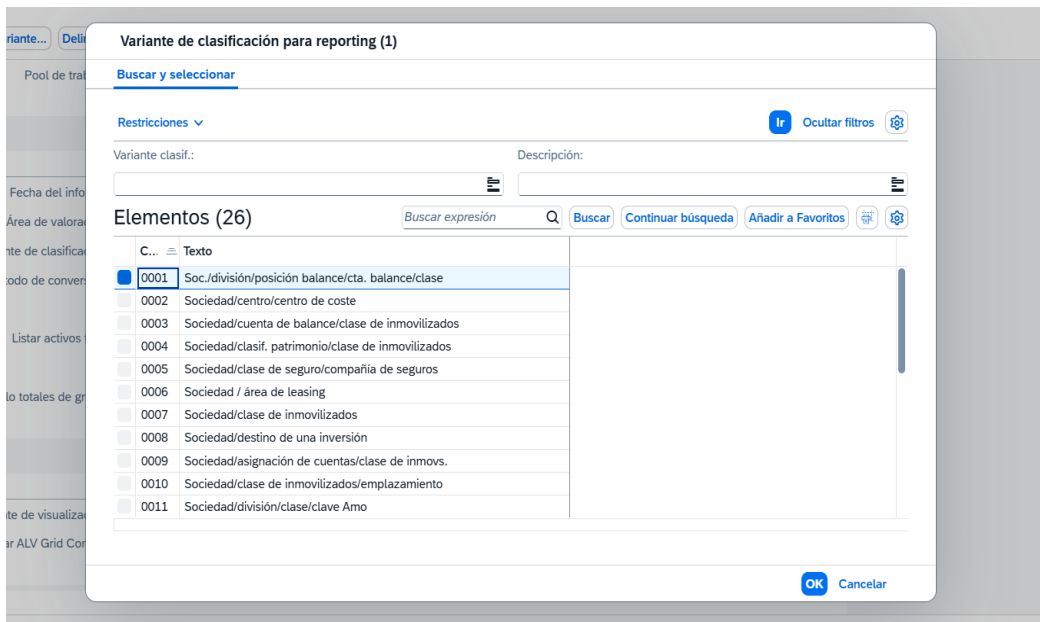 Variante de clasificación para reporting (1)
riante... Deli
Pool de tral
Buscar y seleccionar
Restricciones Ir Ocultar filtros
Variante clasif.: Descripción:
Fecha del info
Elementos (26) Buscar expresión Buscar Continuar búsqueda Añadir a Favoritos
Área de valora
C... Texto
nte de clasifica
0001 Soc./división/posición balance/cta. balance/clase
todo de conver
0002 Sociedad/centro/centro de coste
0003 Sociedad/cuenta de balance/clase de inmovilizados
Listar activos f
0004 Sociedad/clasif. patrimonio/clase de inmovilizados
0005 Sociedad/clase de seguro/compañía de seguros
0006 Sociedad / área de leasing
lo totales de gr
0007 Sociedad/clase de inmovilizados
0008 Sociedad/destino de una inversión
0009 Sociedad/asignación de cuentas/clase de inmovs.
0010 Sociedad/clase de inmovilizados/emplazamiento
0011 Sociedad/división/clase/clave Amo
nte de visualiza
ar ALV Grid Cor
OK Cancelar